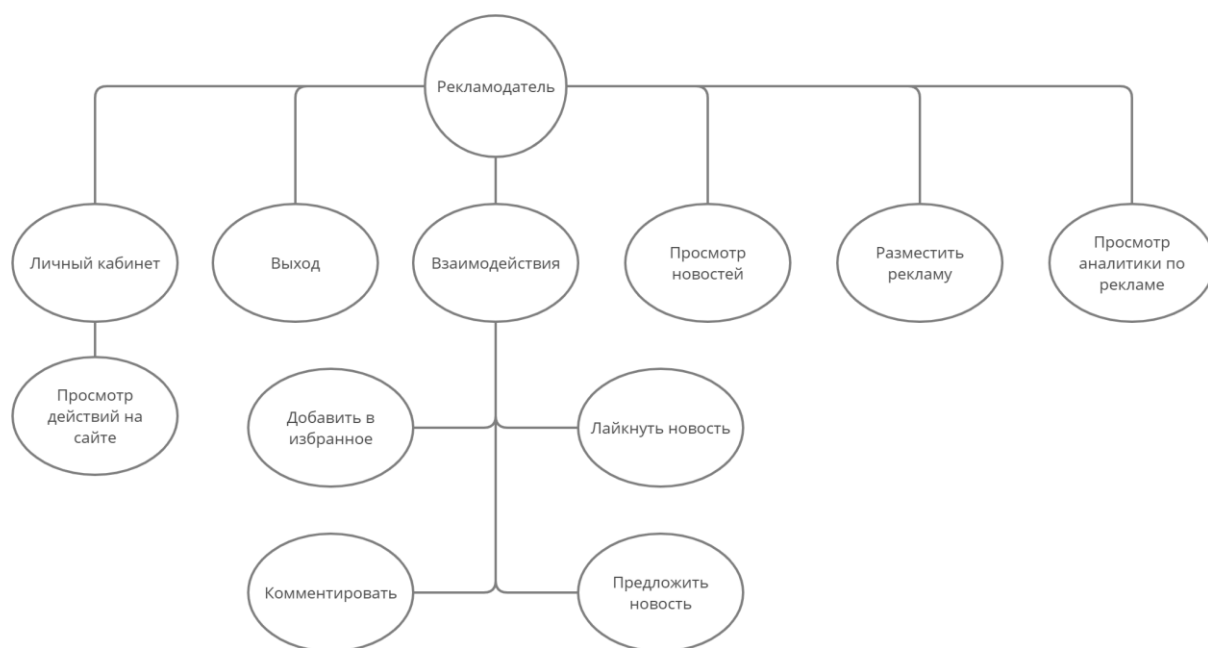 Рекламодатель
Личный кабинет
Выход
Взаимодействия
Просмотр
новостей
Разместить
рекламу
Просмотр
аналитики по
рекламе
Просмотр
действий на
сайте
Добавить в
избранное
Лайкнуть новость
Комментировать
Предложить
новость